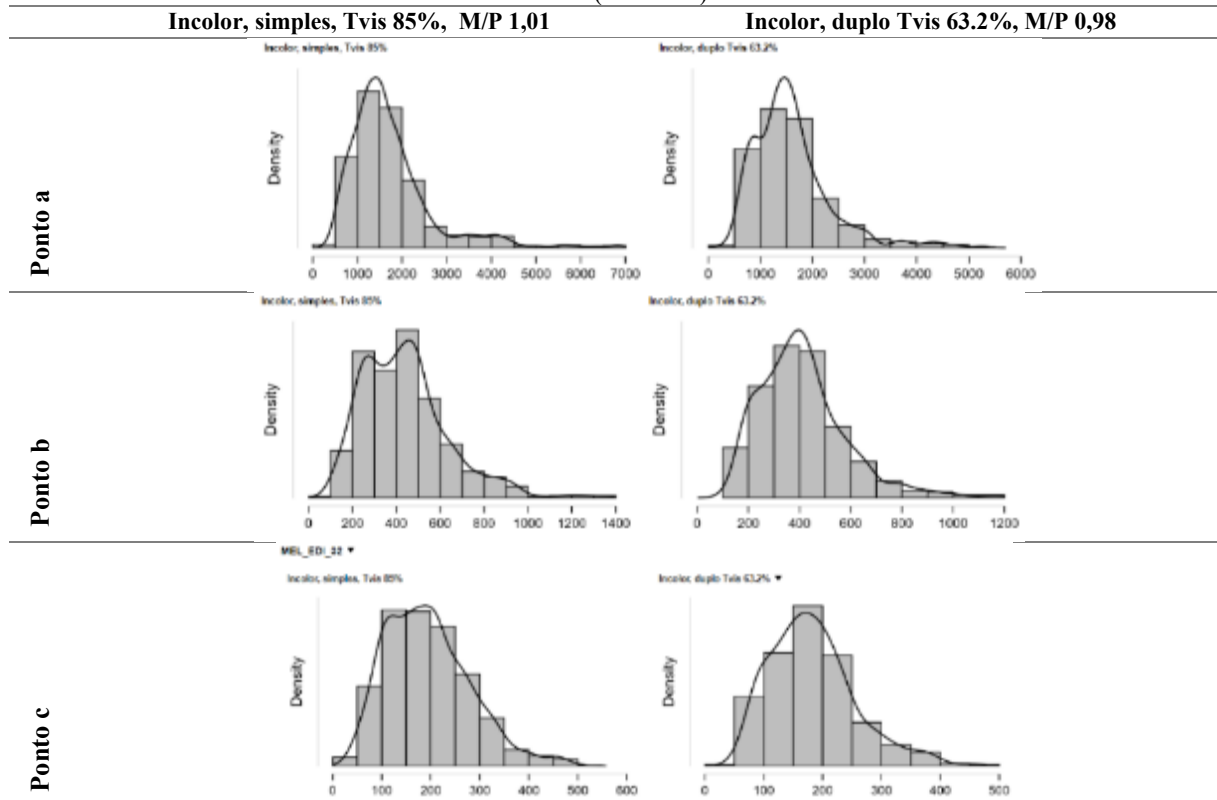 Incolor, simples, Tvis 85%, M/P 1,01 Incolor, duplo Tvis 63.2%, M/P 0,98
Ponto a
Incolor, simples, Tvis 85%
Density
0 1000 2000 3000 4000 5000 6000 7000
Incolor, duplo Tvis 63.2%
Density
0 1000 2000 3000 4000 5000 6000
Ponto b
Incolor, simples, Tvis 85%
Density
0 200 400 600 800 1000 1200 1400
Incolor, duplo Tvis 63.2%
Density
0 200 400 600 800 1000 1200
Ponto c
MEL_EDI_32 ▼
Incolor, simples, Tvis 85%
Density
0 100 200 300 400 500 600
Incolor, duplo Tvis 63.2% ▼
Density
0 100 200 300 400 500